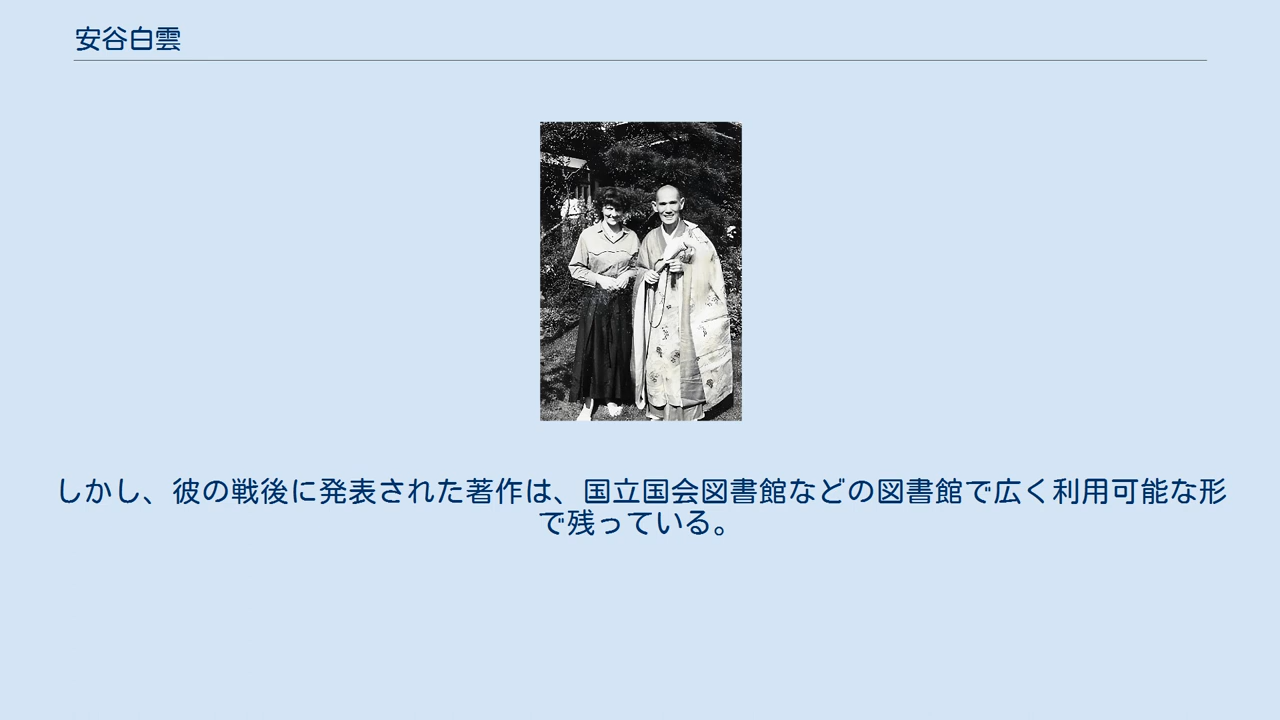 安谷白雲
しかし、彼の戦後に発表された著作は、国立国会図書館などの図書館で広く利用可能な形
で残っている。